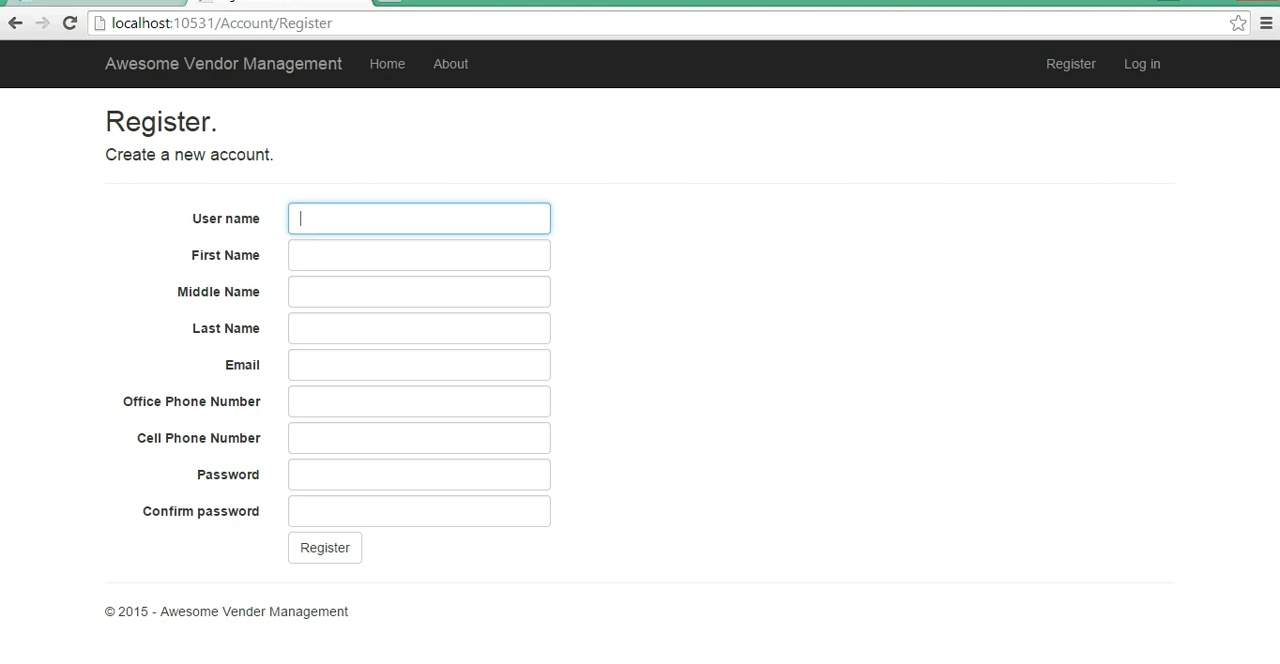 localhost:10531/Account/Register
Awesome Vendor Management Home About Register Log in
Register.
Create a new account.
User name
First Name
Middle Name
Last Name
Email
Office Phone Number
Cell Phone Number
Password
Confirm password
Register
© 2015 - Awesome Vender Management